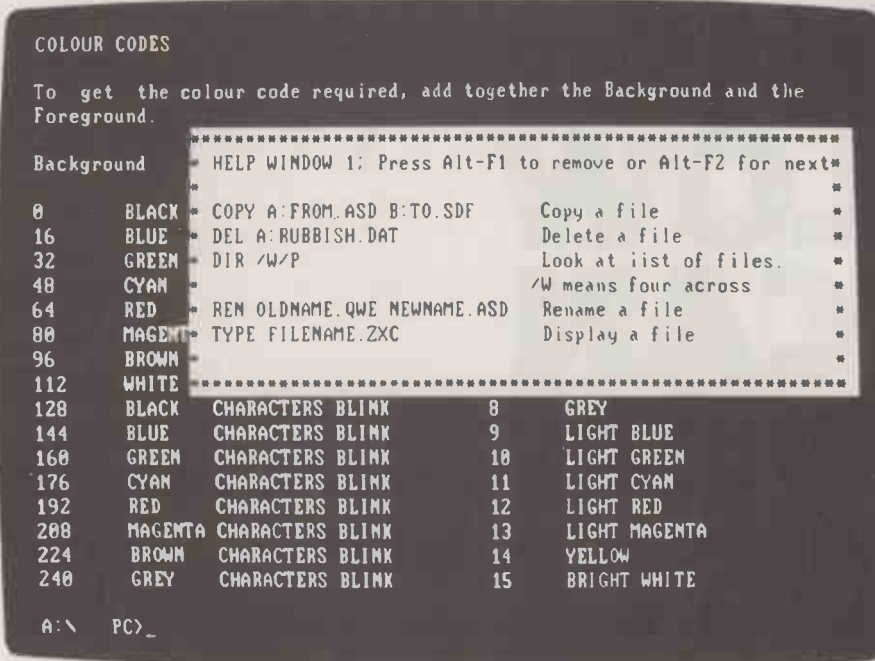 COLOUR CODES
To get the colour code required, add together the Background and the
Foreground.
Background
****************************************************************
* HELP WINDOW 1: Press Alt-F1 to remove or Alt-F2 for next*
0 BLACK * COPY A:FROM.ASD B:TO.SDF Copy a file *
16 BLUE * DEL A:RUBBISH.DAT Delete a file *
32 GREEN * DIR /W/P Look at list of files. *
48 CYAN * /W means four across *
64 RED * REN OLDNAME.QWE NEWNAME.ASD Rename a file *
80 MAGENT* TYPE FILENAME.ZXC Display a file *
96 BROWN * *
112 WHITE ****************************************************************
128 BLACK CHARACTERS BLINK 8 GREY
144 BLUE CHARACTERS BLINK 9 LIGHT BLUE
160 GREEN CHARACTERS BLINK 10 LIGHT GREEN
176 CYAN CHARACTERS BLINK 11 LIGHT CYAN
192 RED CHARACTERS BLINK 12 LIGHT RED
208 MAGENTA CHARACTERS BLINK 13 LIGHT MAGENTA
224 BROWN CHARACTERS BLINK 14 YELLOW
240 GREY CHARACTERS BLINK 15 BRIGHT WHITE
A:\ PC>_